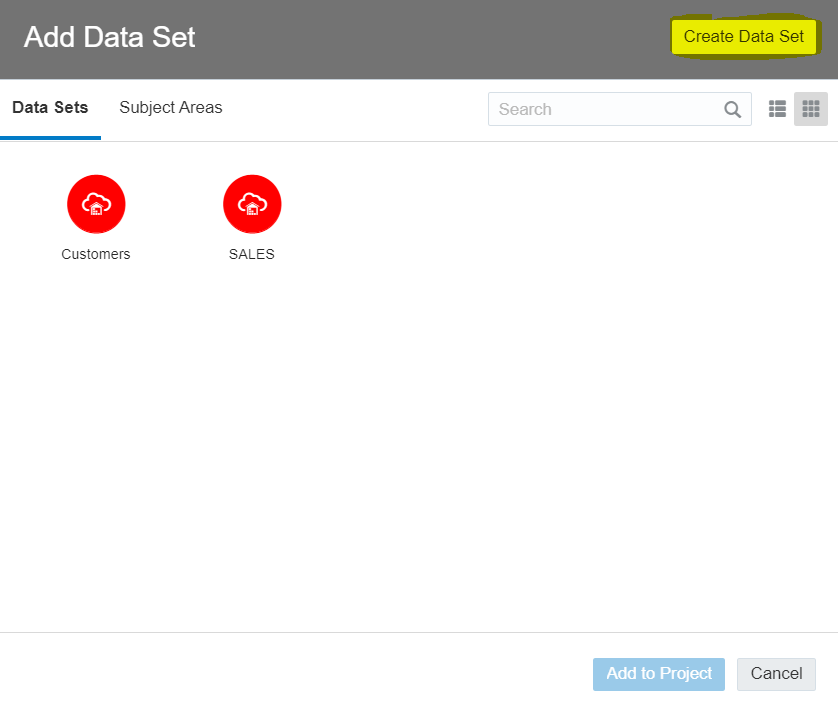 Add Data Set
Create Data Set
Data Sets
Subject Areas
Search
Customers
SALES
Add to Project
Cancel